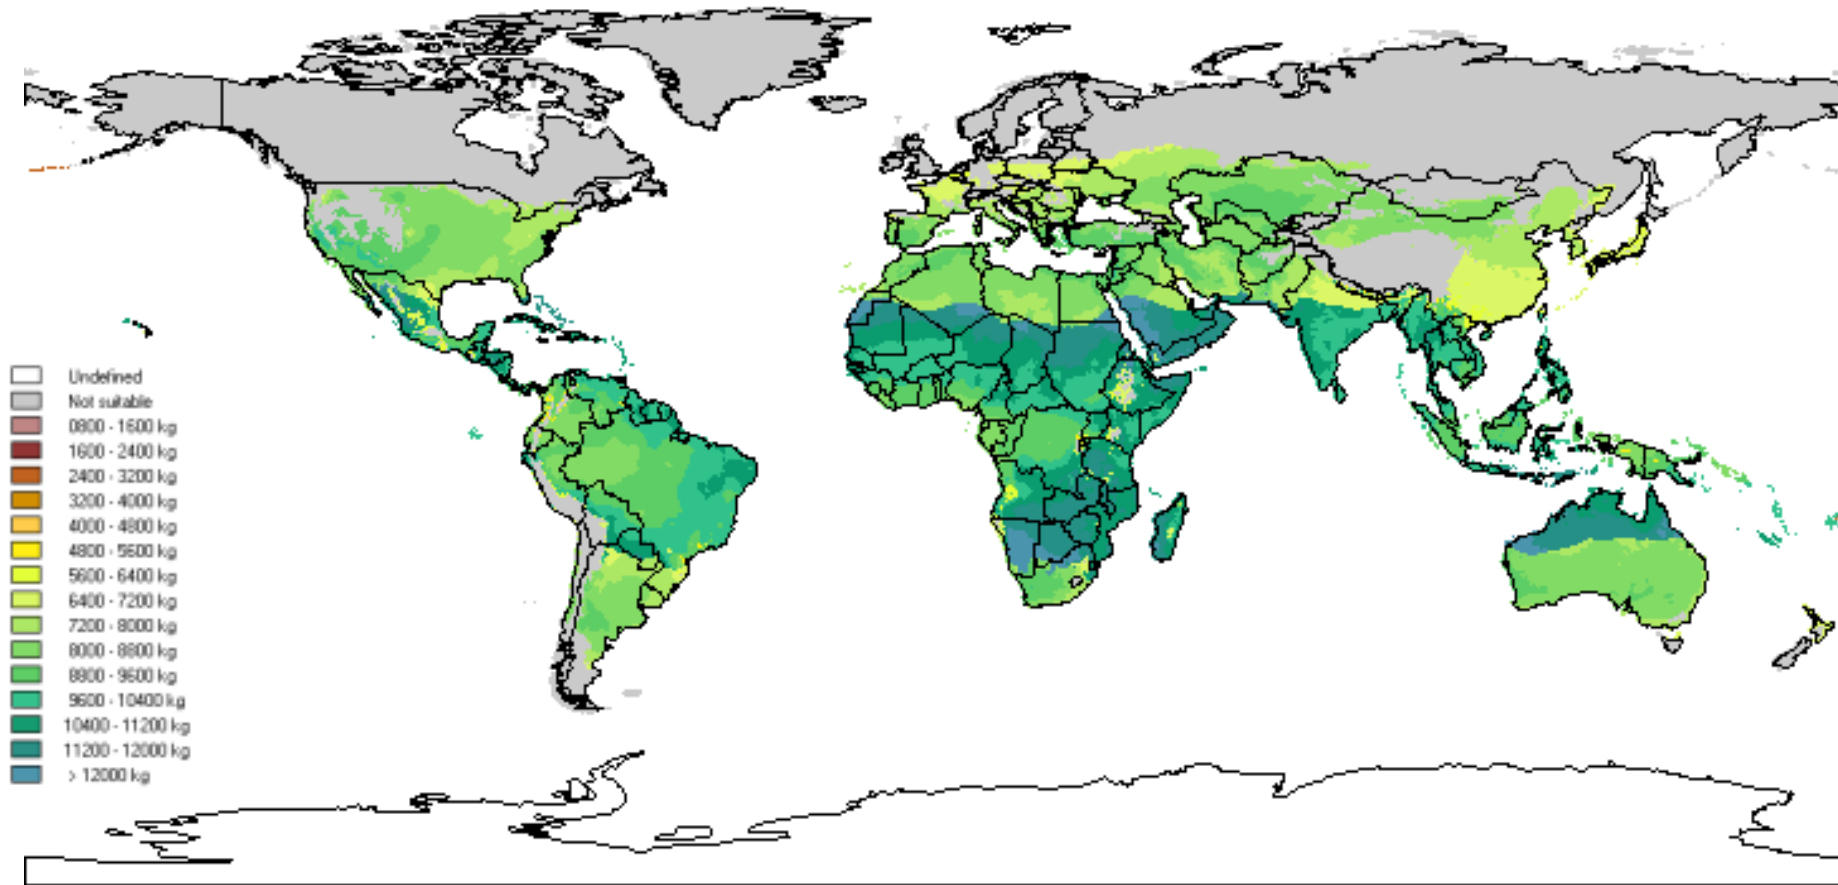 Undefined
Not suitable
0800 - 1600 kg
1600 - 2400 kg
2400 - 3200 kg
3200 - 4000 kg
4000 - 4800 kg
4800 - 5600 kg
5600 - 6400 kg
6400 - 7200 kg
7200 - 8000 kg
8000 - 8800 kg
8800 - 9600 kg
9600 - 10400 kg
10400 - 11200 kg
11200 - 12000 kg
> 12000 kg